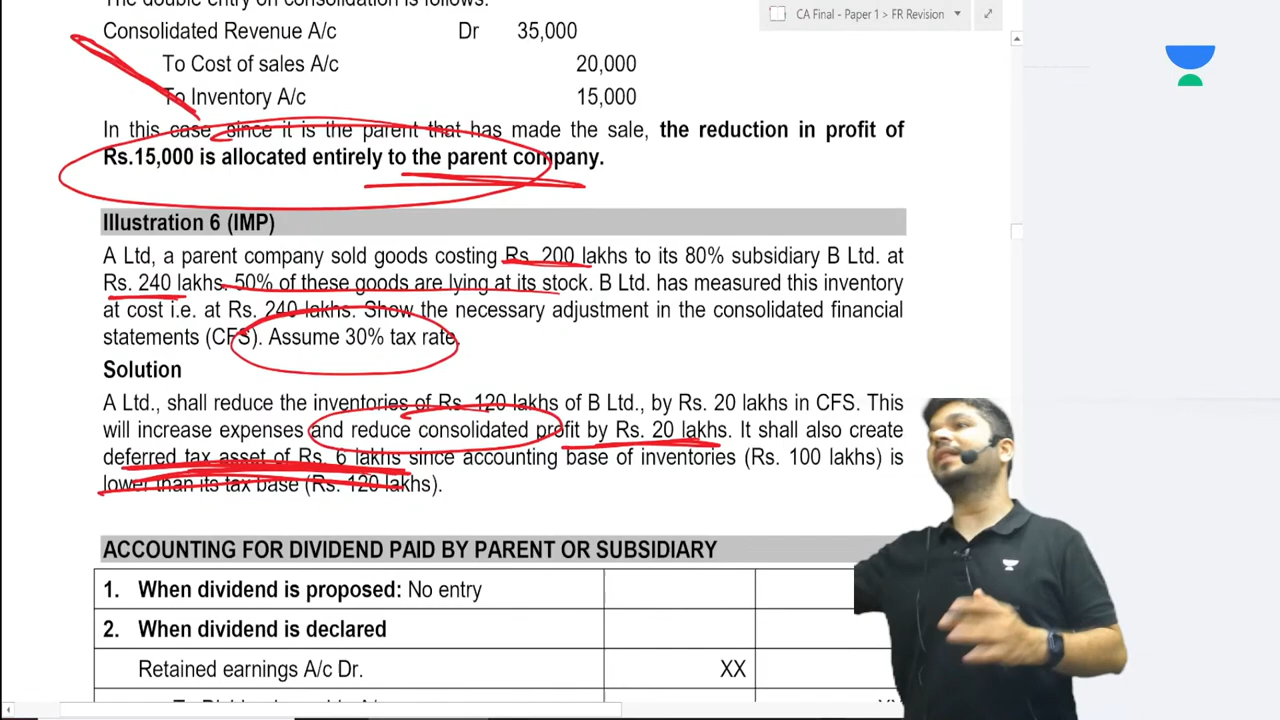 The double entry on consolidation is follows:
CA Final - Paper 1 > FR Revision
Consolidated Revenue A/c Dr 35,000
To Cost of sales A/c 20,000
To Inventory A/c 15,000
In this case, since it is the parent that has made the sale, the reduction in profit of
Rs.15,000 is allocated entirely to the parent company.
Illustration 6 (IMP)
A Ltd, a parent company sold goods costing Rs. 200 lakhs to its 80% subsidiary B Ltd. at
Rs. 240 lakhs. 50% of these goods are lying at its stock. B Ltd. has measured this inventory
at cost i.e. at Rs. 240 lakhs. Show the necessary adjustment in the consolidated financial
statements (CFS). Assume 30% tax rate.
Solution
A Ltd., shall reduce the inventories of Rs. 120 lakhs of B Ltd., by Rs. 20 lakhs in CFS. This
will increase expenses and reduce consolidated profit by Rs. 20 lakhs. It shall also create
deferred tax asset of Rs. 6 lakhs since accounting base of inventories (Rs. 100 lakhs) is
lower than its tax base (Rs. 120 lakhs).
ACCOUNTING FOR DIVIDEND PAID BY PARENT OR SUBSIDIARY
1. When dividend is proposed: No entry
2. When dividend is declared
Retained earnings A/c Dr. XX